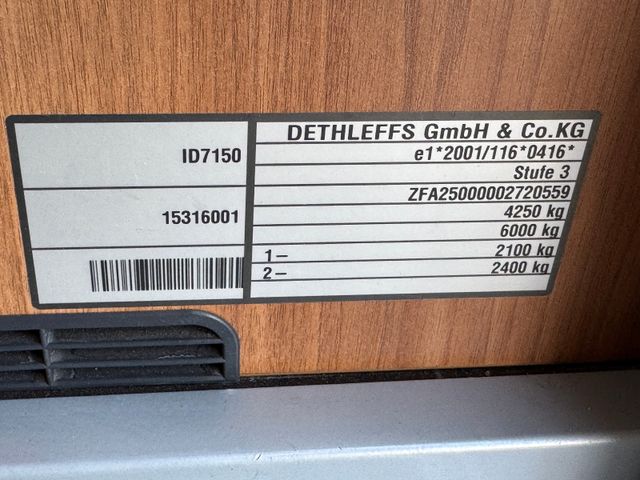 ID7150
15316001
DETHLEFFS GmbH & Co.KG
e1*2001/116*0416*
Stufe 3
ZFA25000002720559
4250 kg
6000 kg
1– 2100 kg
2– 2400 kg